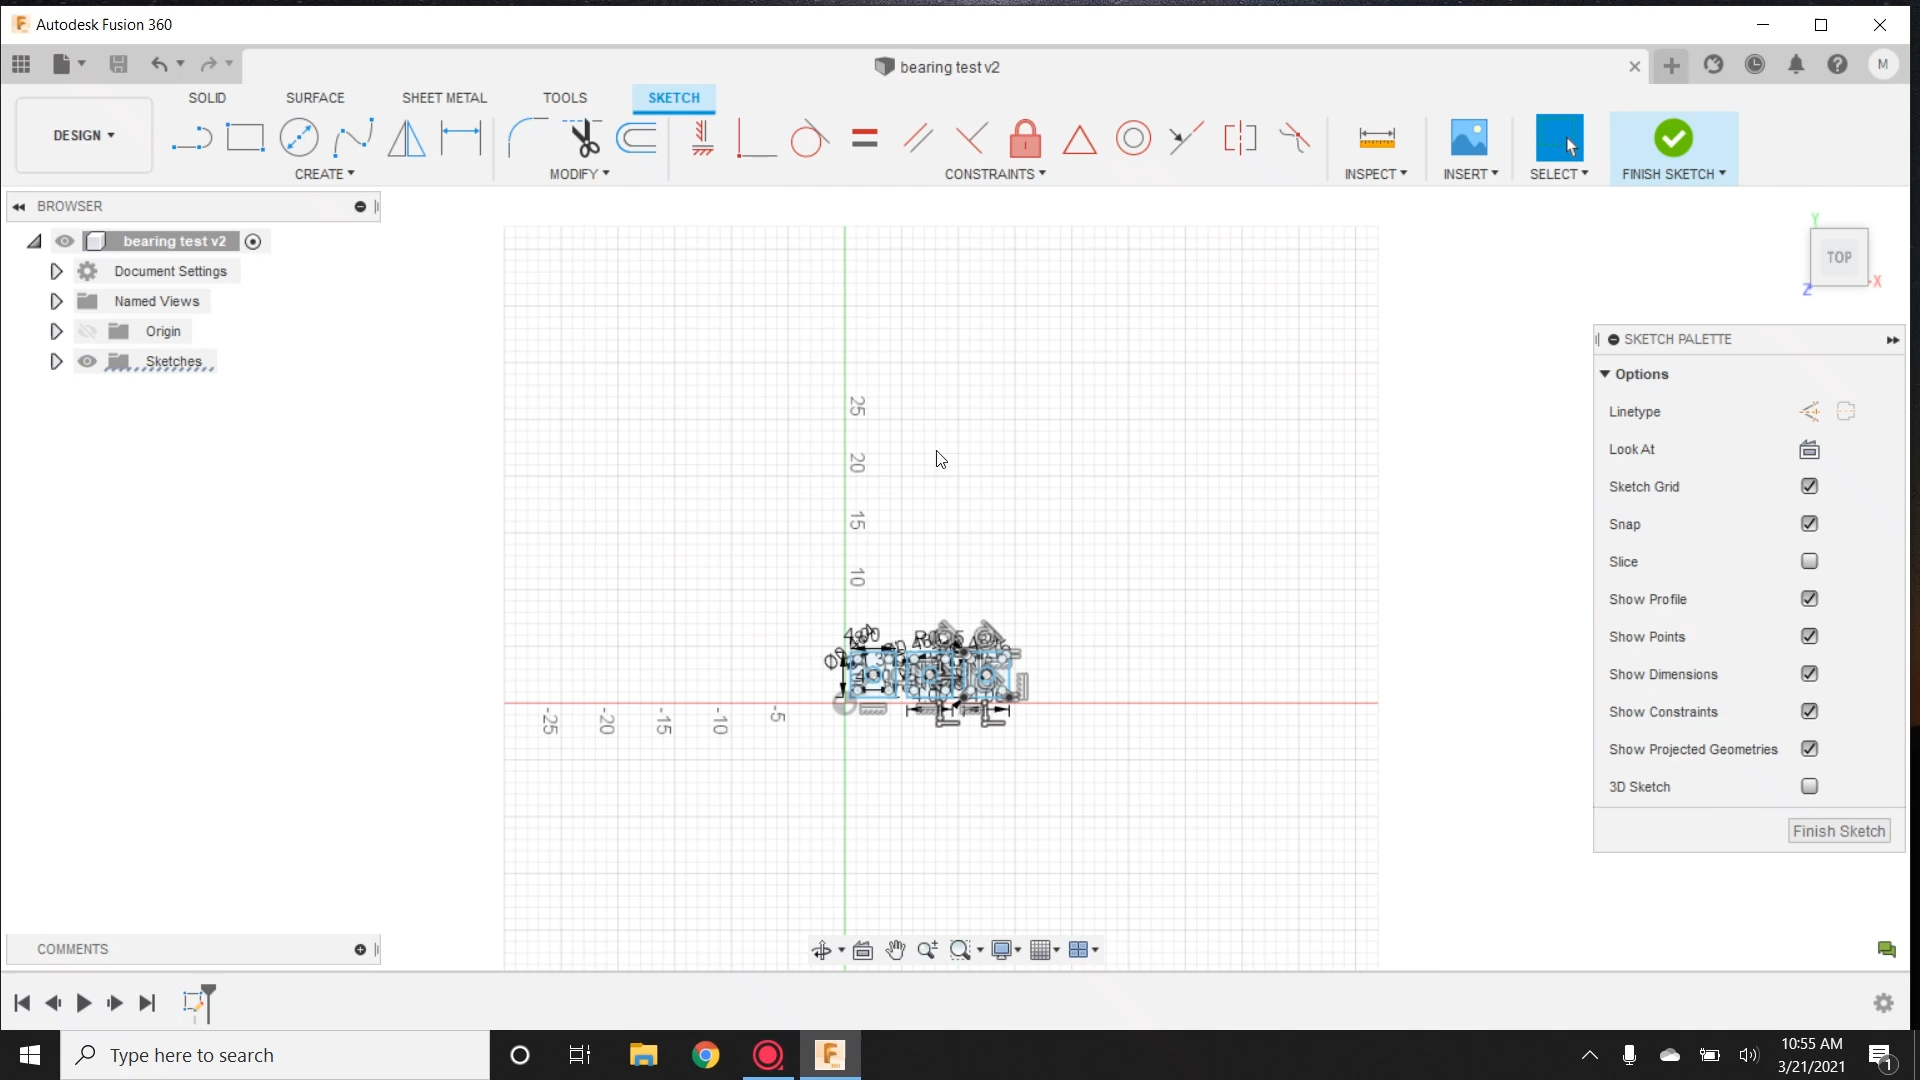 Autodesk Fusion 360
bearing test v2
M
SOLID
SURFACE
SHEET METAL
TOOLS
SKETCH
DESIGN
CREATE
MODIFY
CONSTRAINTS
INSPECT
INSERT
SELECT
FINISH SKETCH
BROWSER
bearing test v2
Document Settings
Named Views
Origin
Sketches
Y
TOP
X
Z
25
20
15
10
-25
-20
-15
-10
-5
SKETCH PALETTE
Options
Linetype
Look At
Sketch Grid
Snap
Slice
Show Profile
Show Points
Show Dimensions
Show Constraints
Show Projected Geometries
3D Sketch
Finish Sketch
COMMENTS
Type here to search
10:55 AM
3/21/2021
1